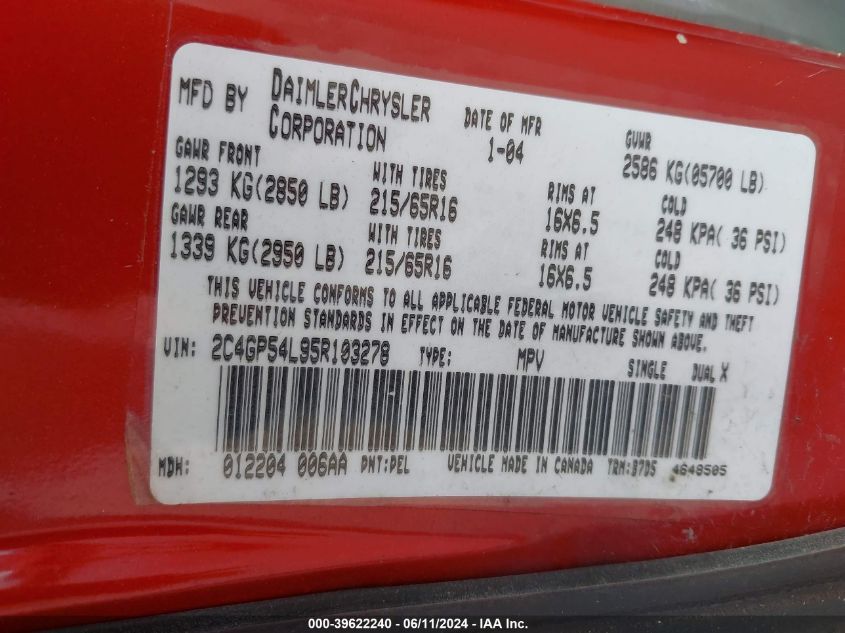 MFD BY DAIMLERCHRYSLER CORPORATION DATE OF MFR 1-04 GVWR 2586 KG(05700 LB)
GAWR FRONT 1293 KG(2850 LB) WITH TIRES 215/65R16 RIMS AT 16X6.5 COLD 248 KPA( 36 PSI)
GAWR REAR 1339 KG(2950 LB) WITH TIRES 215/65R16 RIMS AT 16X6.5 COLD 248 KPA( 36 PSI)
THIS VEHICLE CONFORMS TO ALL APPLICABLE FEDERAL MOTOR VEHICLE SAFETY AND THEFT
PREVENTION STANDARDS IN EFFECT ON THE DATE OF MANUFACTURE SHOWN ABOVE.
VIN: 2C4GP54L95R103278 TYPE: MPV SINGLE DUAL X
MDH: 012204 006AA PNT:PEL VEHICLE MADE IN CANADA TRM:B7D5 4648505
000-39622240 - 06/11/2024 - IAA Inc.